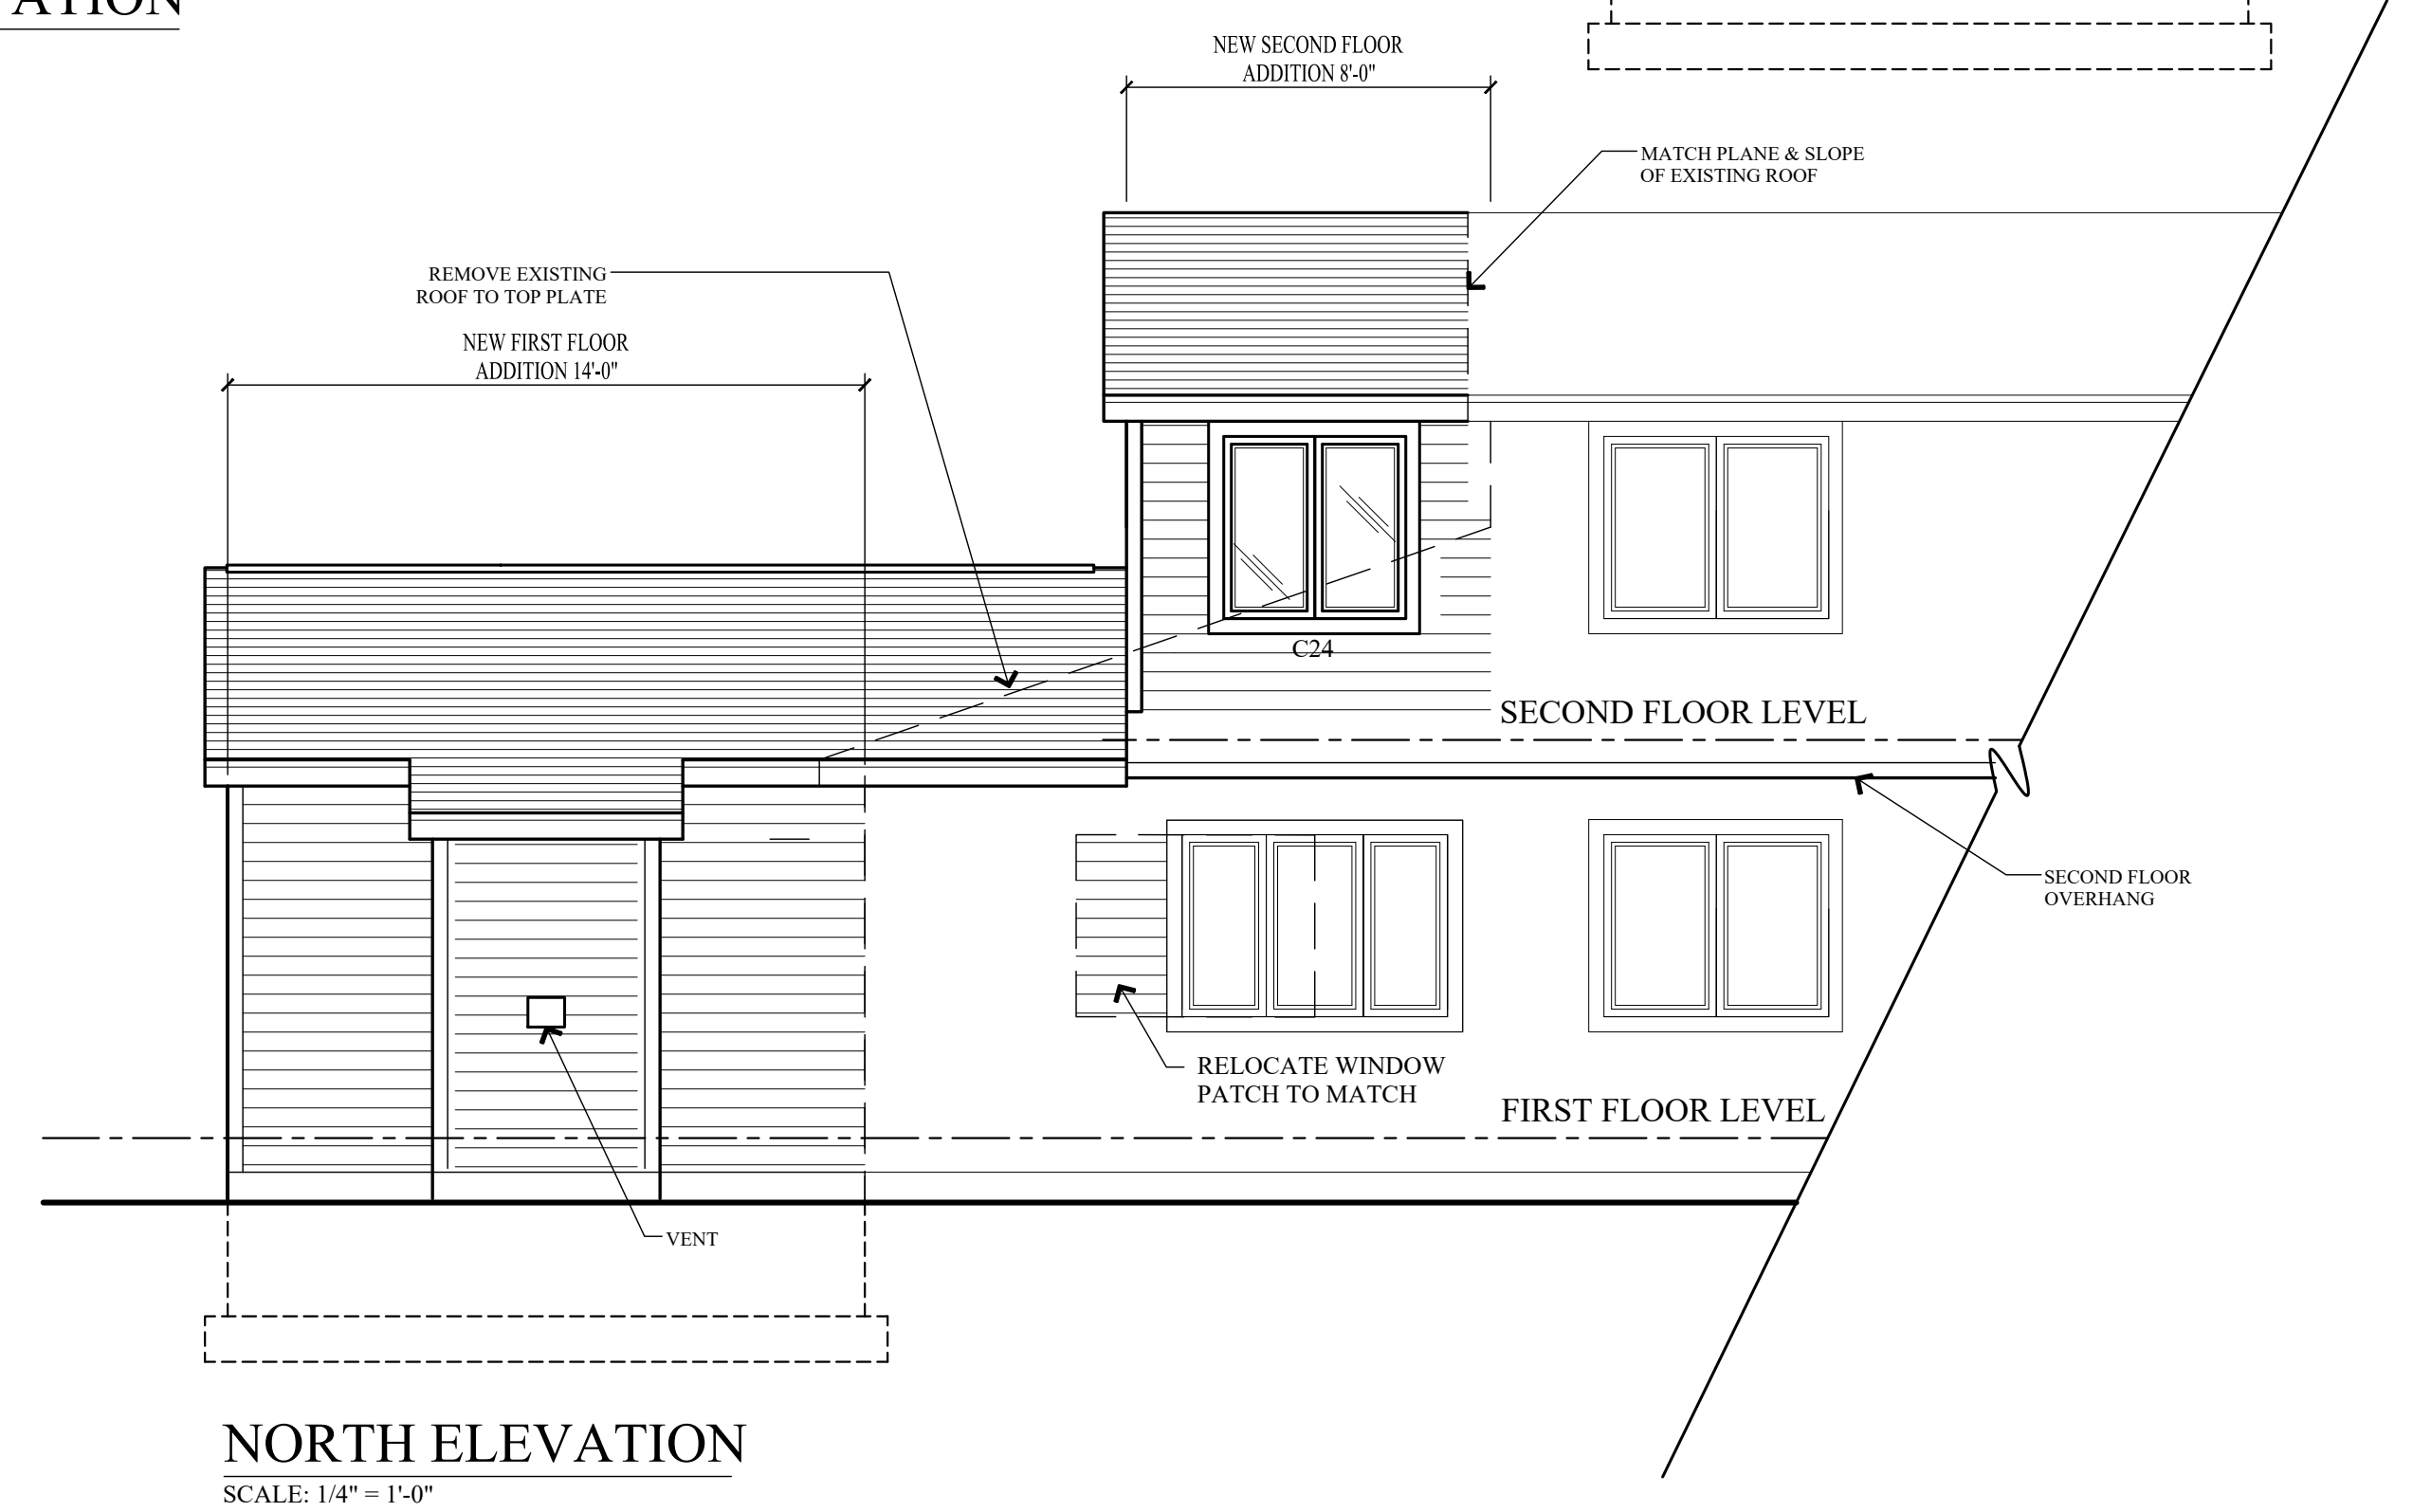 ATION
NEW SECOND FLOOR
ADDITION 8'-0"
MATCH PLANE & SLOPE
OF EXISTING ROOF
REMOVE EXISTING
ROOF TO TOP PLATE
NEW FIRST FLOOR
ADDITION 14'-0"
C24
SECOND FLOOR LEVEL
SECOND FLOOR
OVERHANG
RELOCATE WINDOW
PATCH TO MATCH
FIRST FLOOR LEVEL
VENT
NORTH ELEVATION
SCALE: 1/4" = 1'-0"